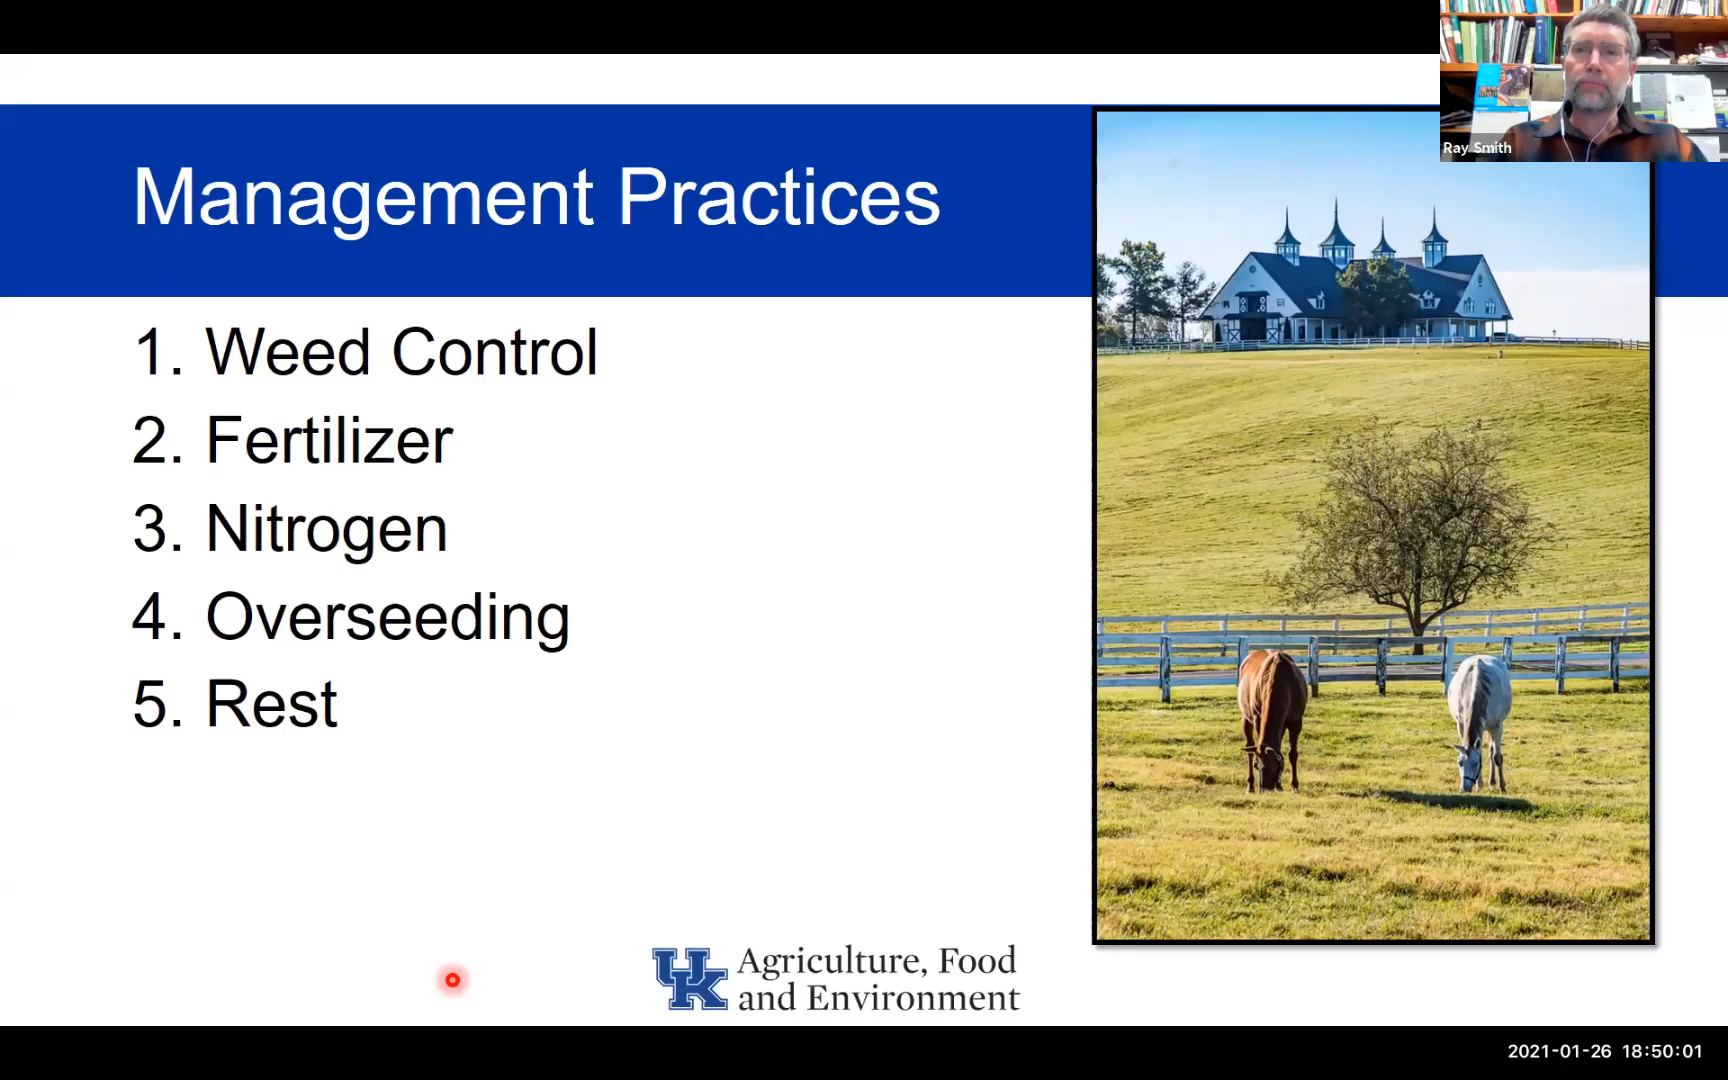 Ray Smith
Management Practices
1. Weed Control
2. Fertilizer
3. Nitrogen
4. Overseeding
5. Rest
UK Agriculture, Food
and Environment
2021-01-26 18:50:01